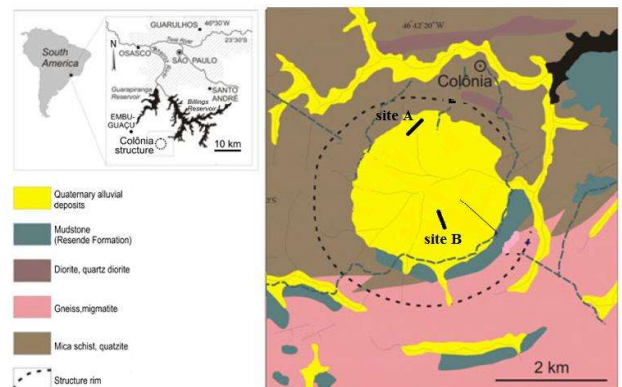 South
America
GUARULHOS
46°30'W
23°30'S
Tietê River
OSASCO
SÃO PAULO
N
SANTO
ANDRÉ
Guarapiranga
Reservoir
Billings Reservoir
EMBU-
GUAÇU
Colônia
structure
10 km
Quaternary alluvial
deposits
Mudstone
(Resende Formation)
Diorite, quartz diorite
Gneiss,migmatite
Mica schist, quatzite
Structure rim
46°42'20"W
Colônia
site A
site B
2 km